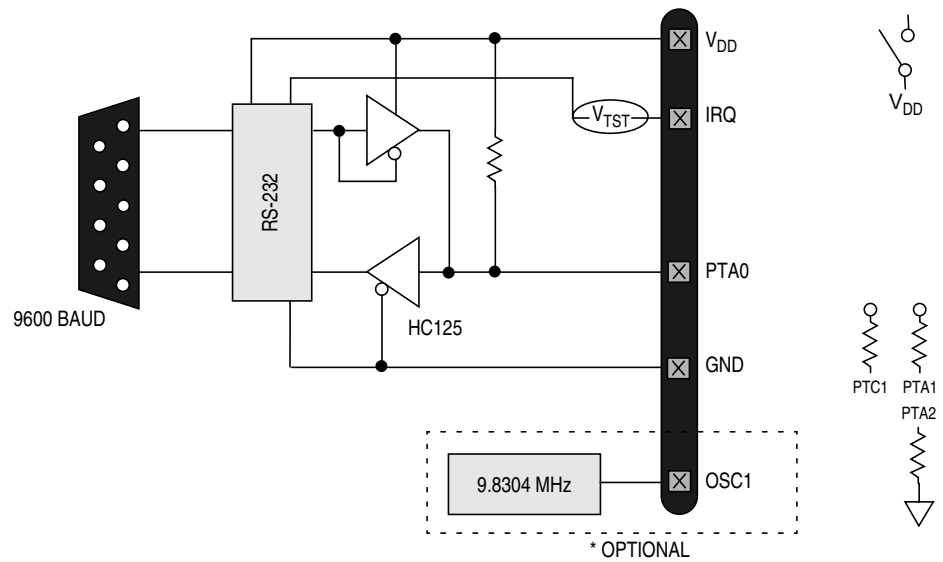 V_DD
V_DD
IRQ
V_TST
RS-232
PTA0
9600 BAUD
HC125
GND
PTC1
PTA1
PTA2
9.8304 MHz
OSC1
* OPTIONAL